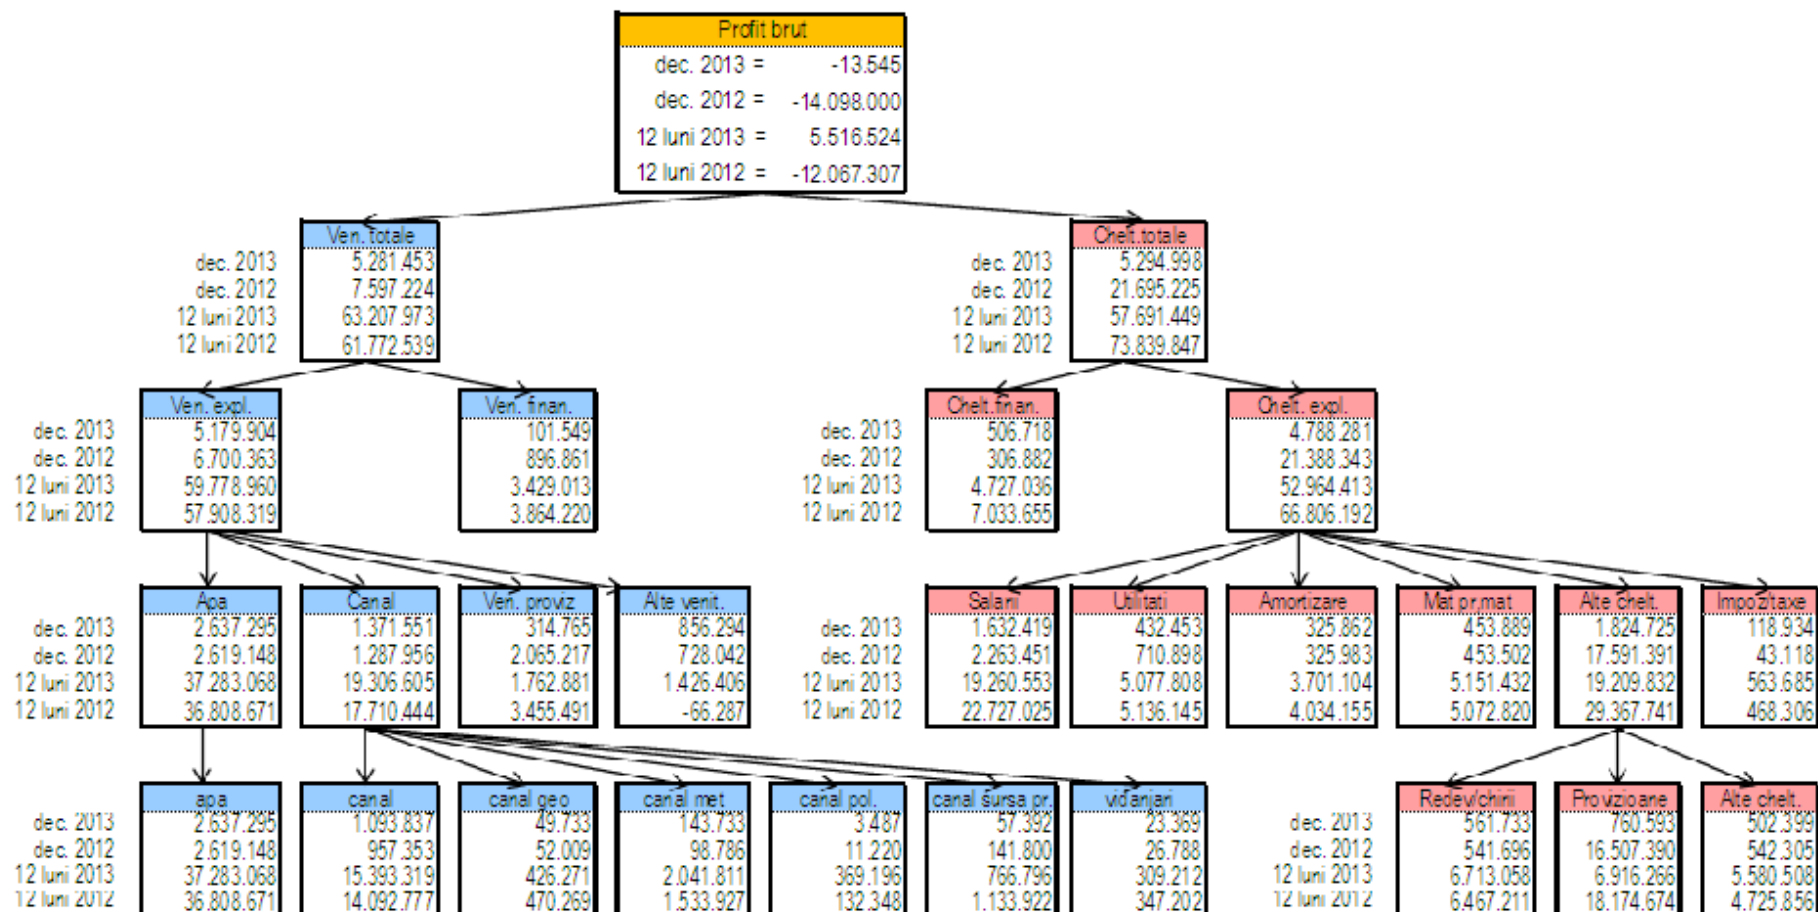 Profit brut
dec. 2013 = -13.545
dec. 2012 = -14.098.000
12 luni 2013 = 5.516.524
12 luni 2012 = -12.067.307
Ven. totale Chelt.totale
dec. 2013 5.281.453 dec. 2013 5.294.998
dec. 2012 7.597.224 dec. 2012 21.695.225
12 luni 2013 63.207.973 12 luni 2013 57.691.449
12 luni 2012 61.772.539 12 luni 2012 73.839.847
Ven. expl. Ven. finan. Chelt.finan. Chelt. expl.
dec. 2013 5.179.904 101.549 dec. 2013 506.718 4.788.281
dec. 2012 6.700.363 896.861 dec. 2012 306.882 21.388.343
12 luni 2013 59.778.960 3.429.013 12 luni 2013 4.727.036 52.964.413
12 luni 2012 57.908.319 3.864.220 12 luni 2012 7.033.655 66.806.192
Apa Canal Ven. proviz Alte venit. Salarii Utilitati Amortizare Mat pr,mat Alte chelt. Impozitaxe
dec. 2013 2.637.295 1.371.551 314.765 856.294 dec. 2013 1.632.419 432.453 325.862 453.889 1.824.725 118.934
dec. 2012 2.619.148 1.287.956 2.065.217 728.042 dec. 2012 2.263.451 710.898 325.983 453.502 17.591.391 43.118
12 luni 2013 37.283.068 19.306.605 1.762.881 1.426.406 12 luni 2013 19.260.553 5.077.808 3.701.104 5.151.432 19.209.832 563.685
12 luni 2012 36.808.671 17.710.444 3.455.491 -66.287 12 luni 2012 22.727.025 5.136.145 4.034.155 5.072.820 29.367.741 468.306
apa canal canal geo canal met canal pol. canal sursa pr. vidanjari Redev/chirii Provizioane Alte chelt.
dec. 2013 2.637.295 1.093.837 49.733 143.733 3.487 57.392 23.369 dec. 2013 561.733 760.593 502.399
dec. 2012 2.619.148 957.353 52.009 98.786 11.220 141.800 26.788 dec. 2012 541.696 16.507.390 542.305
12 luni 2013 37.283.068 15.393.319 426.271 2.041.811 369.196 766.796 309.212 12 luni 2013 6.713.058 6.916.266 5.580.508
12 luni 2012 36.808.671 14.092.777 470.269 1.533.927 132.348 1.133.922 347.202 12 luni 2012 6.467.211 18.174.674 4.725.856